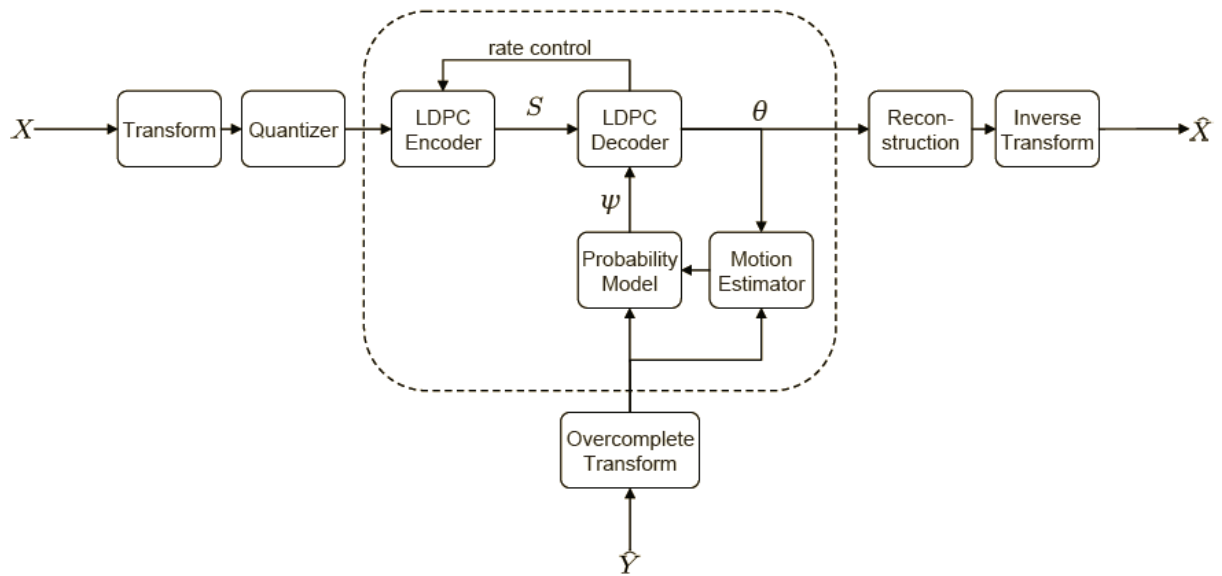 rate control
X
Transform
Quantizer
LDPC
Encoder
S
LDPC
Decoder
θ
Recon-
struction
Inverse
Transform
X̂
ψ
Probability
Model
Motion
Estimator
Overcomplete
Transform
Ŷ